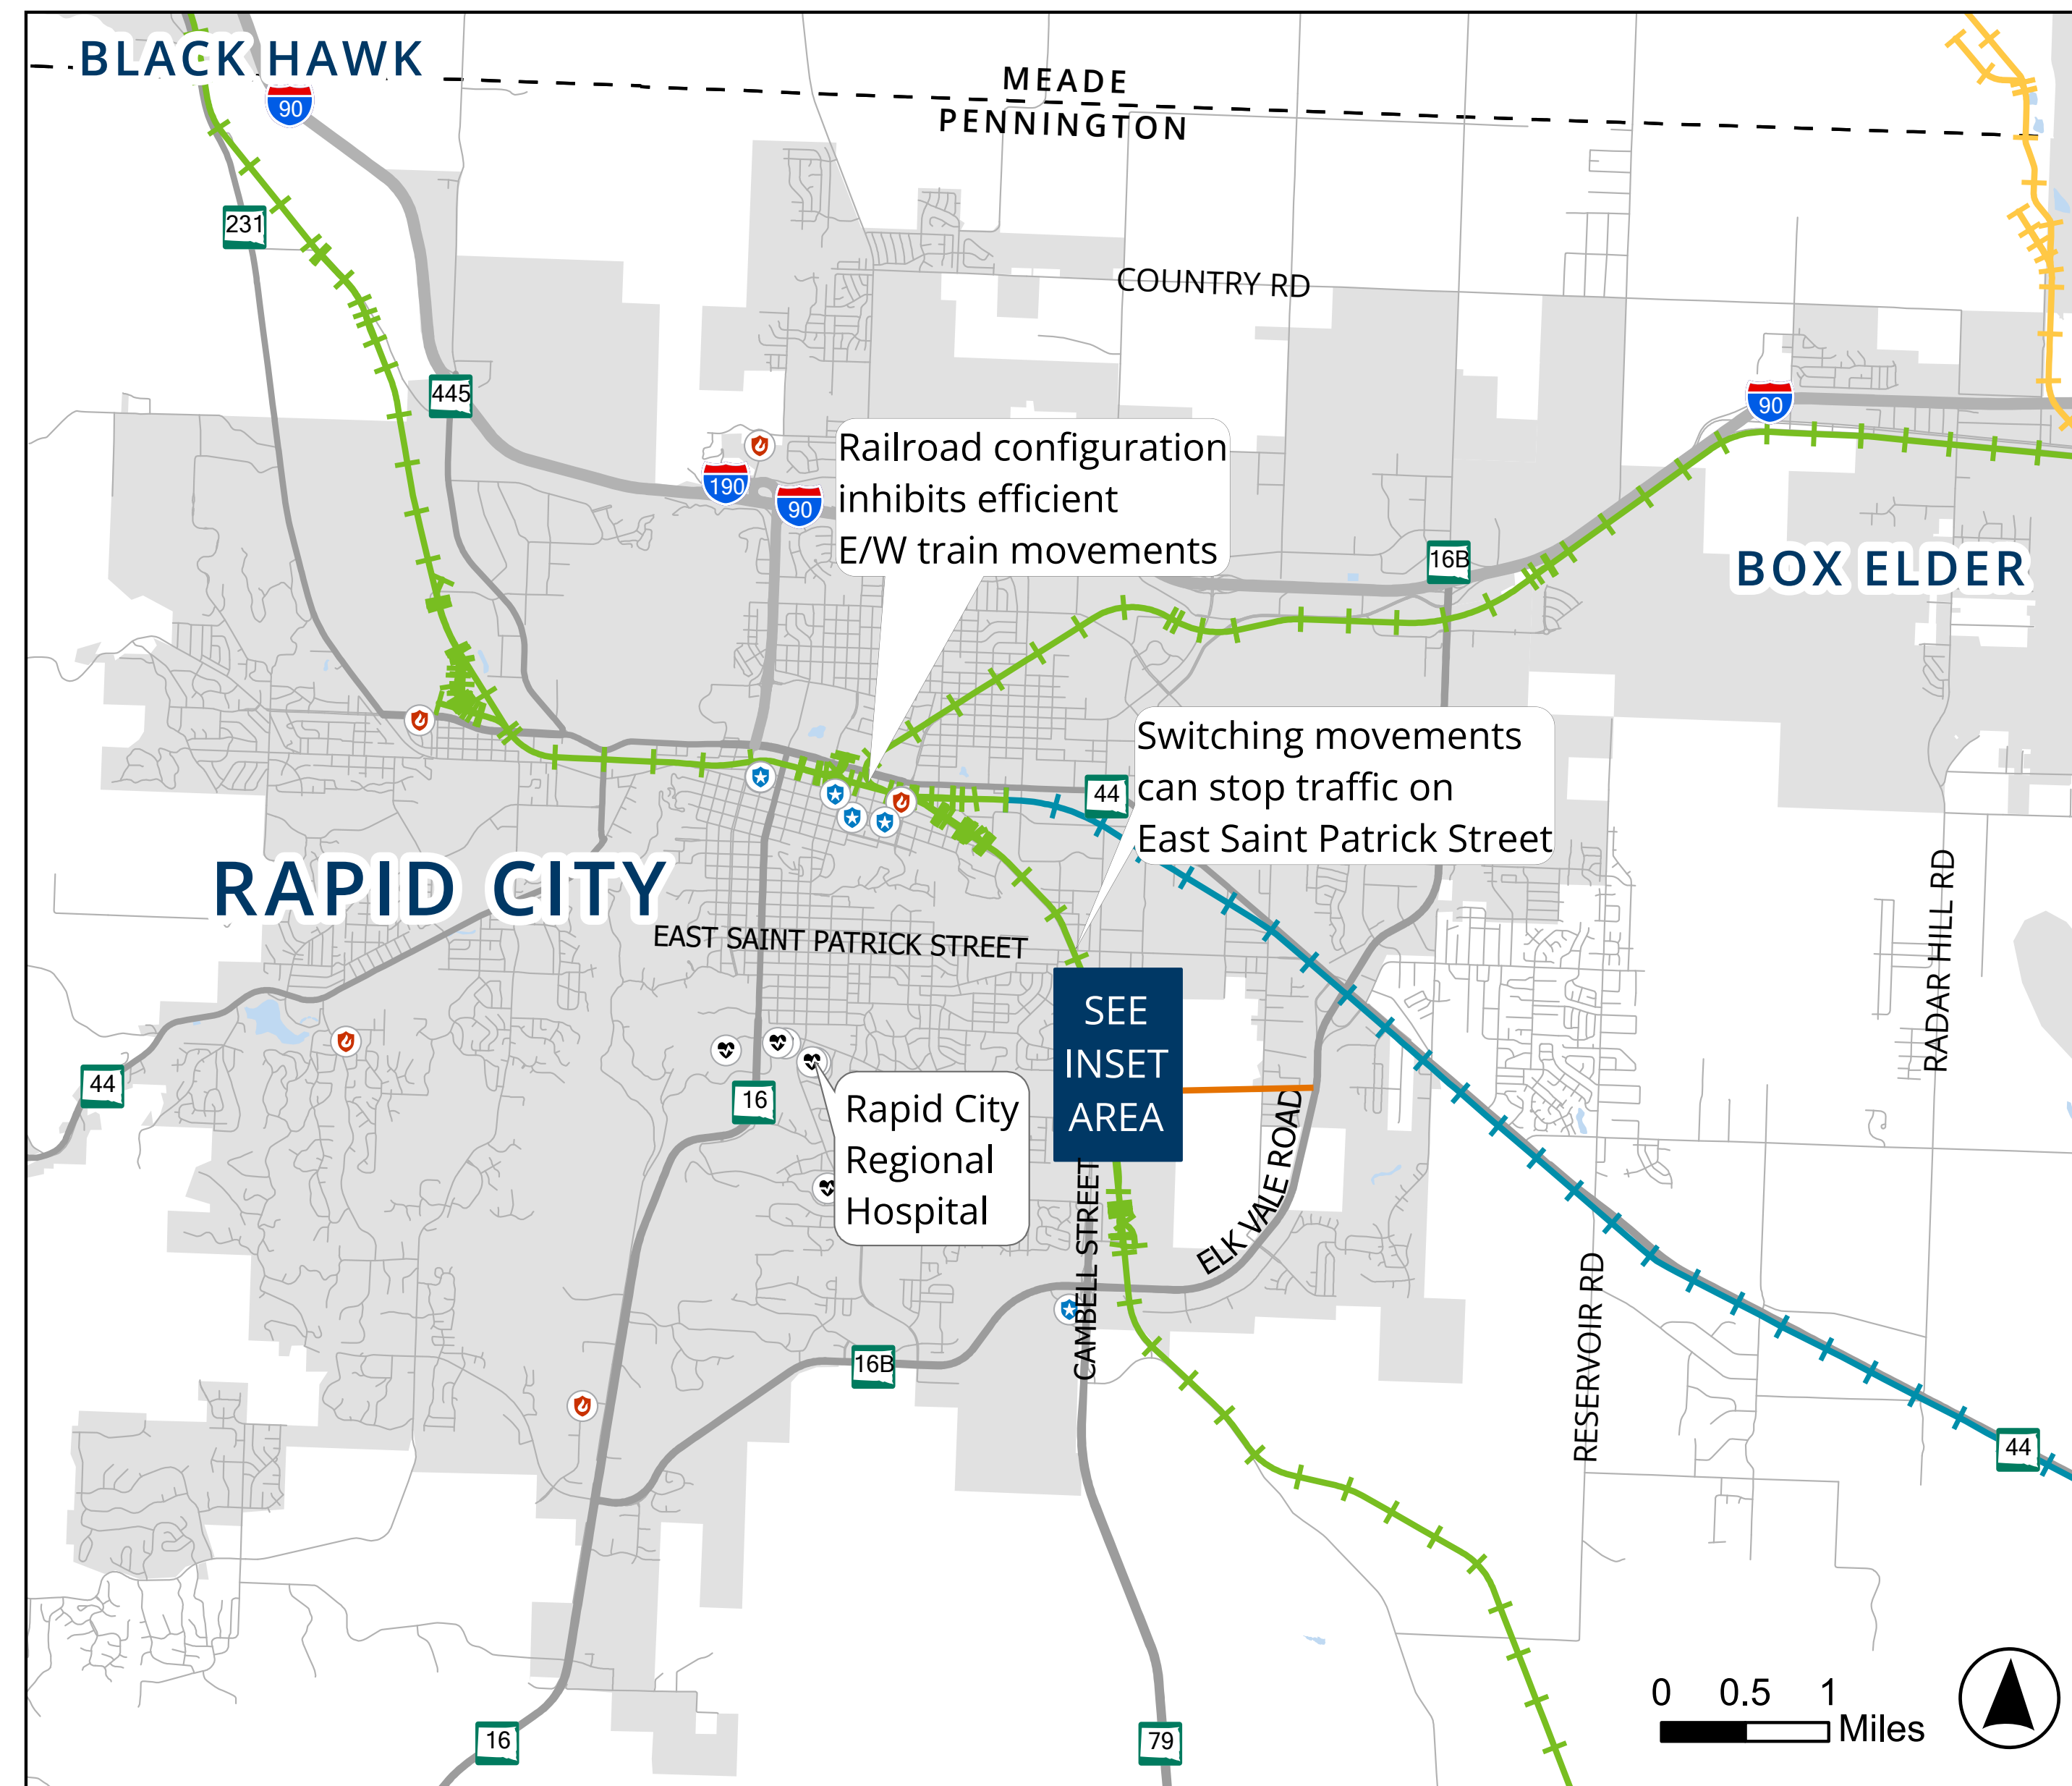 BLACK HAWK
90
MEADE
PENNINGTON
231
COUNTRY RD
445
90
Railroad configuration
inhibits efficient
E/W train movements
190
90
16B
BOX ELDER
Switching movements
can stop traffic on
East Saint Patrick Street
44
RAPID CITY
EAST SAINT PATRICK STREET
RADAR HILL RD
SEE
INSET
AREA
44
16
Rapid City
Regional
Hospital
ELK VALE ROAD
CAMBELL STREET
RESERVOIR RD
16B
44
0 0.5 1
Miles
16
79